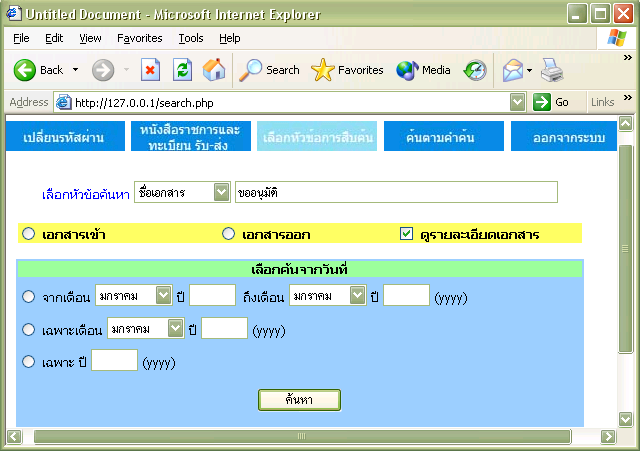 Untitled Document - Microsoft Internet Explorer
File Edit View Favorites Tools Help
Back Search Favorites Media
Address http://127.0.0.1/search.php Go Links
เปลี่ยนรหัสผ่าน หนังสือราชการและ เลือกหัวข้อการสืบค้น ค้นตามคำค้น ออกจากระบบ
ทะเบียน รับ-ส่ง
เลือกหัวข้อค้นหา ชื่อเอกสาร ขออนุมัติ
เอกสารเข้า เอกสารออก ดูรายละเอียดเอกสาร
เลือกค้นจากวันที่
จากเดือน มกราคม ปี ถึงเดือน มกราคม ปี (yyyy)
เฉพาะเดือน มกราคม ปี (yyyy)
เฉพาะ ปี (yyyy)
ค้นหา